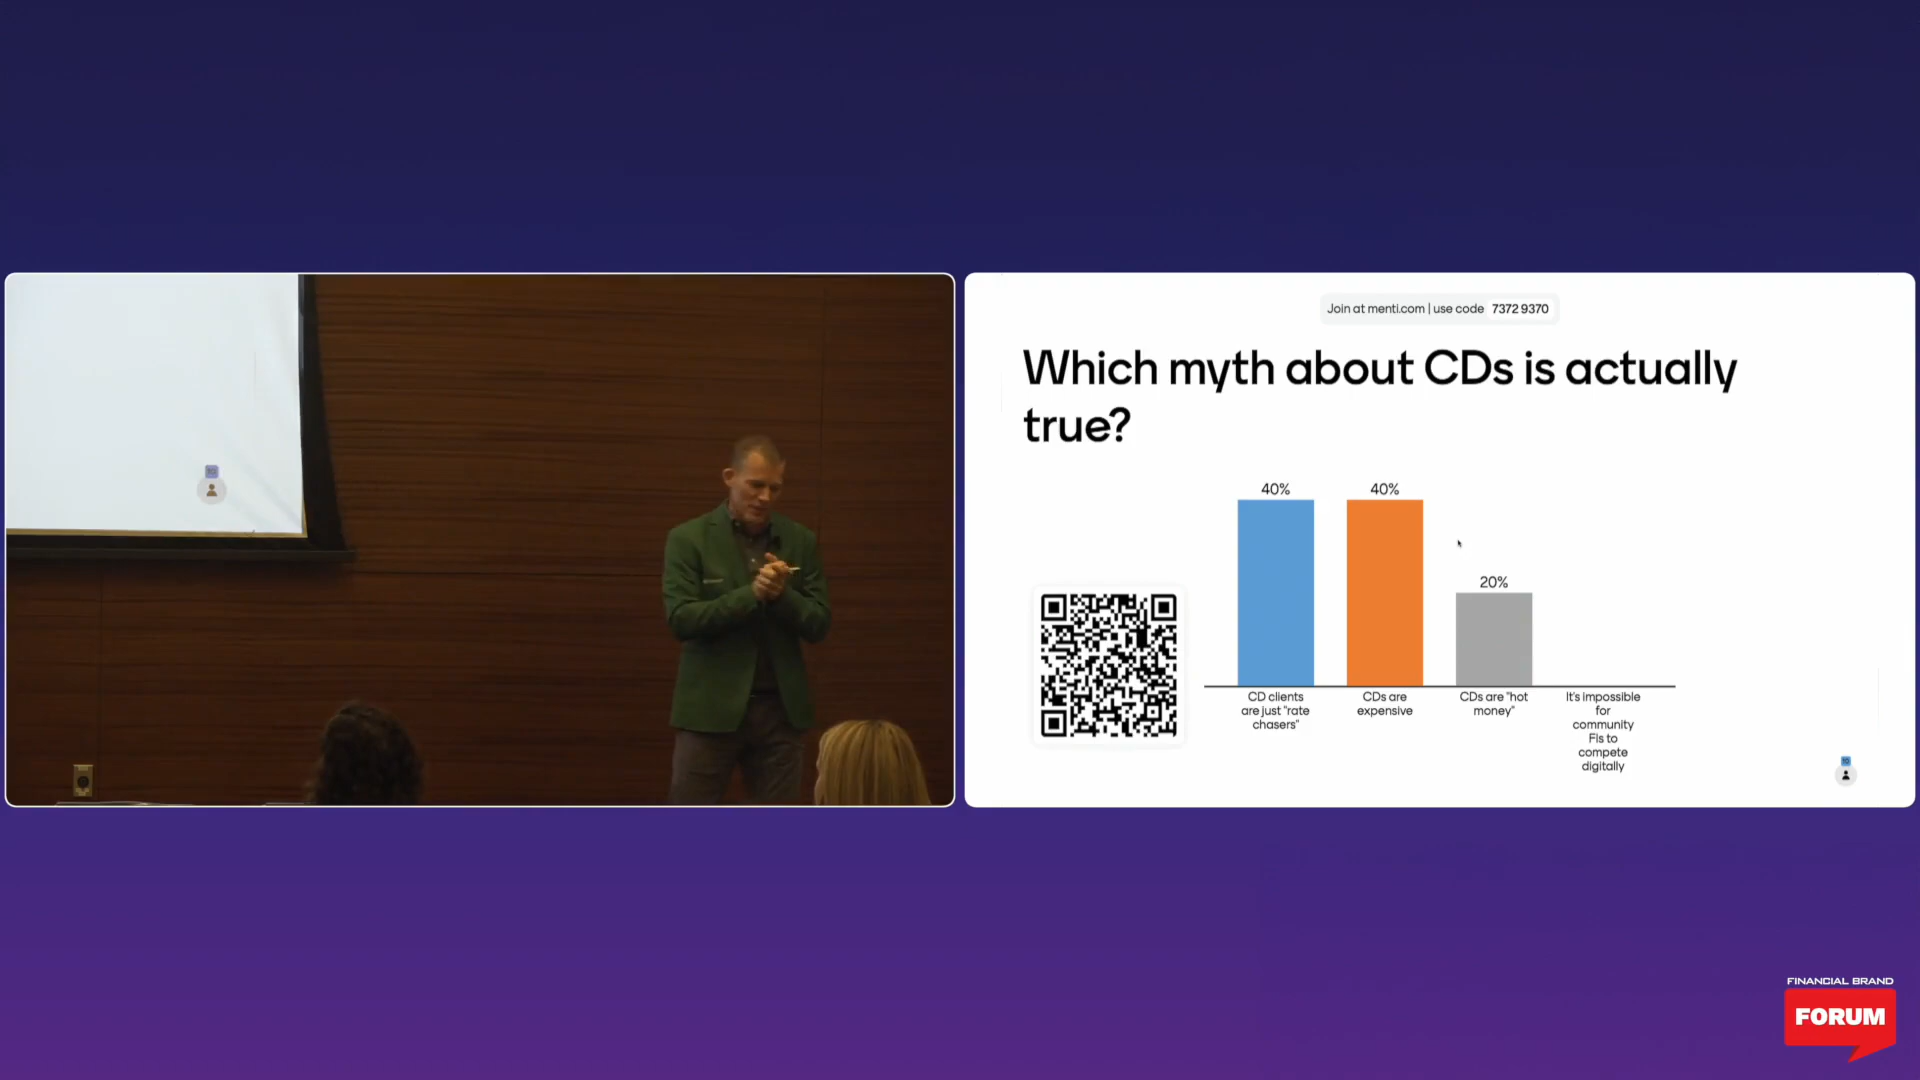 Join at menti.com | use code 7372 9370
Which myth about CDs is actually
true?
40%
40%
20%
CD clients
are just "rate
chasers"
CDs are
expensive
CDs are "hot
money"
It's impossible
for
community
FIs to
compete
digitally
FINANCIAL BRAND
FORUM